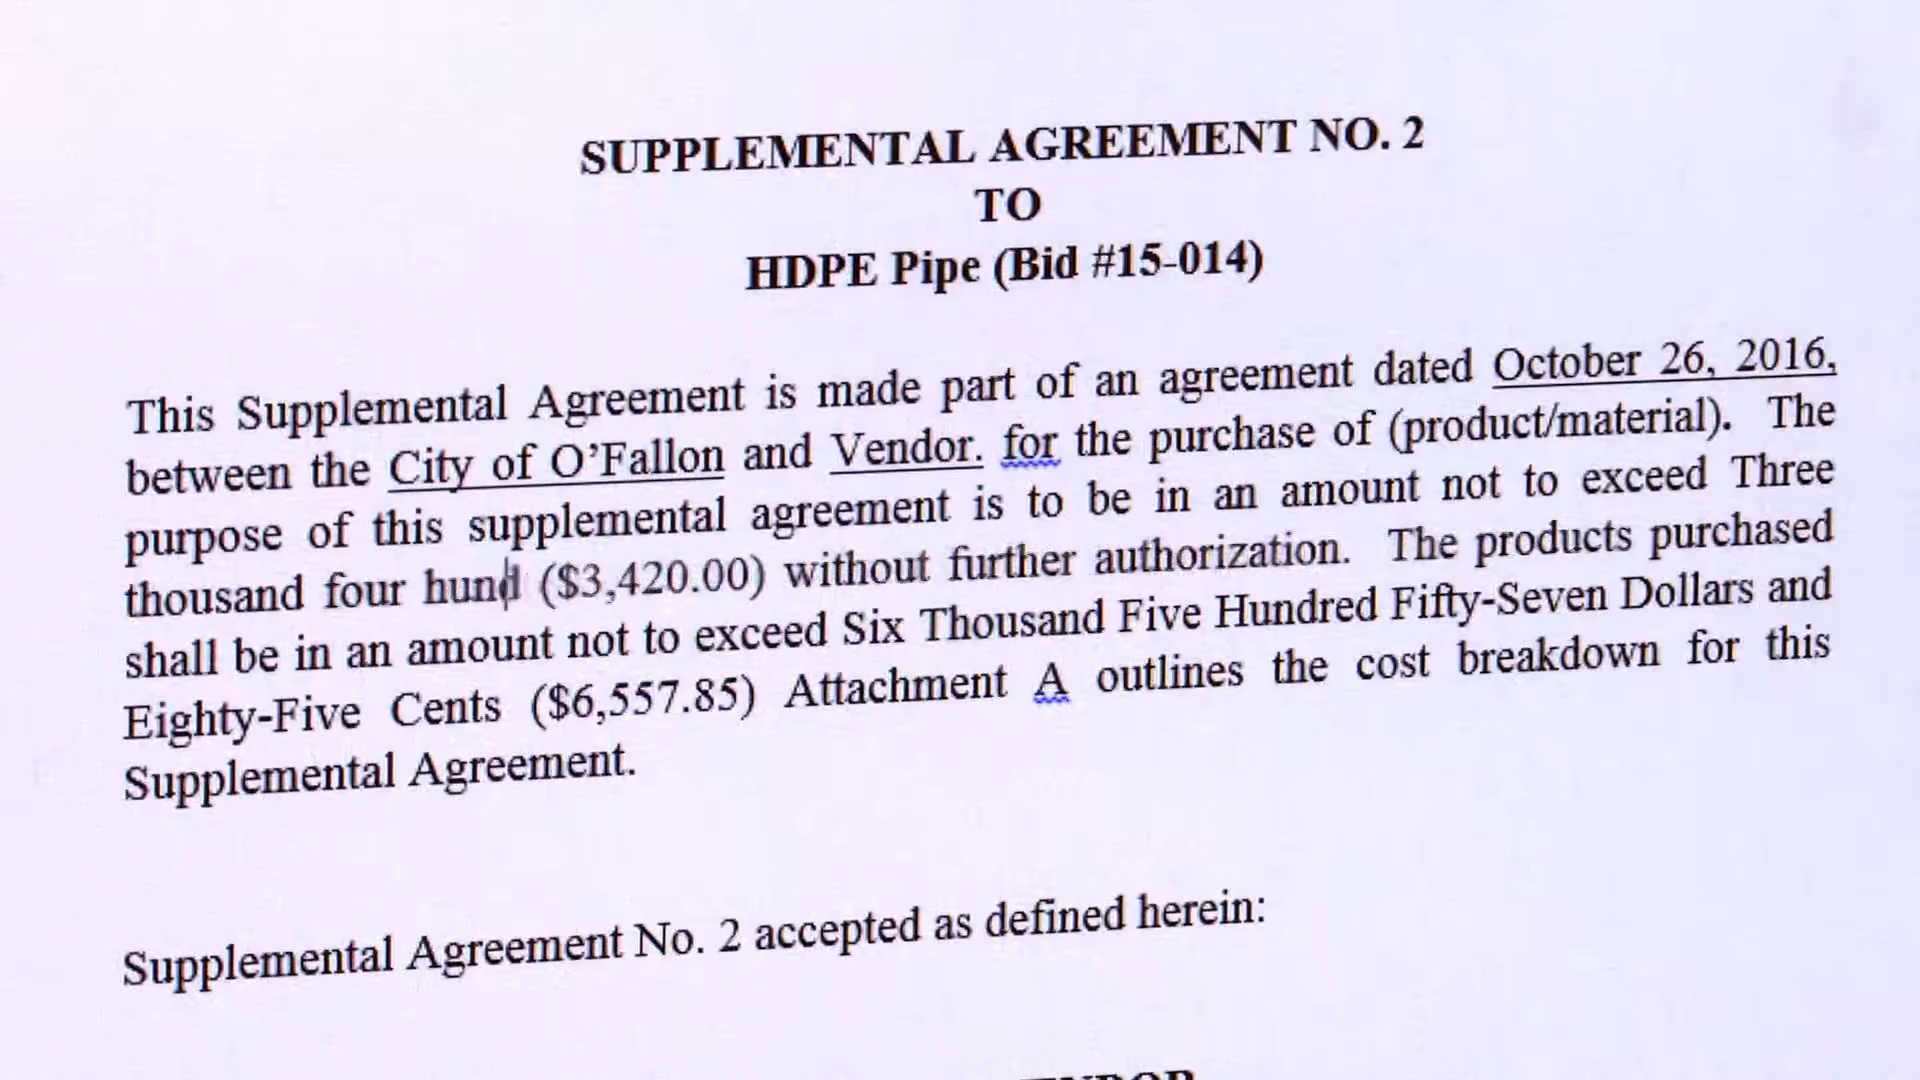 SUPPLEMENTAL AGREEMENT NO. 2
TO
HDPE Pipe (Bid #15-014)
This Supplemental Agreement is made part of an agreement dated October 26, 2016,
between the City of O'Fallon and Vendor. for the purchase of (product/material). The
purpose of this supplemental agreement is to be in an amount not to exceed Three
thousand four hund ($3,420.00) without further authorization. The products purchased
shall be in an amount not to exceed Six Thousand Five Hundred Fifty-Seven Dollars and
Eighty-Five Cents ($6,557.85) Attachment A outlines the cost breakdown for this
Supplemental Agreement.
Supplemental Agreement No. 2 accepted as defined herein: